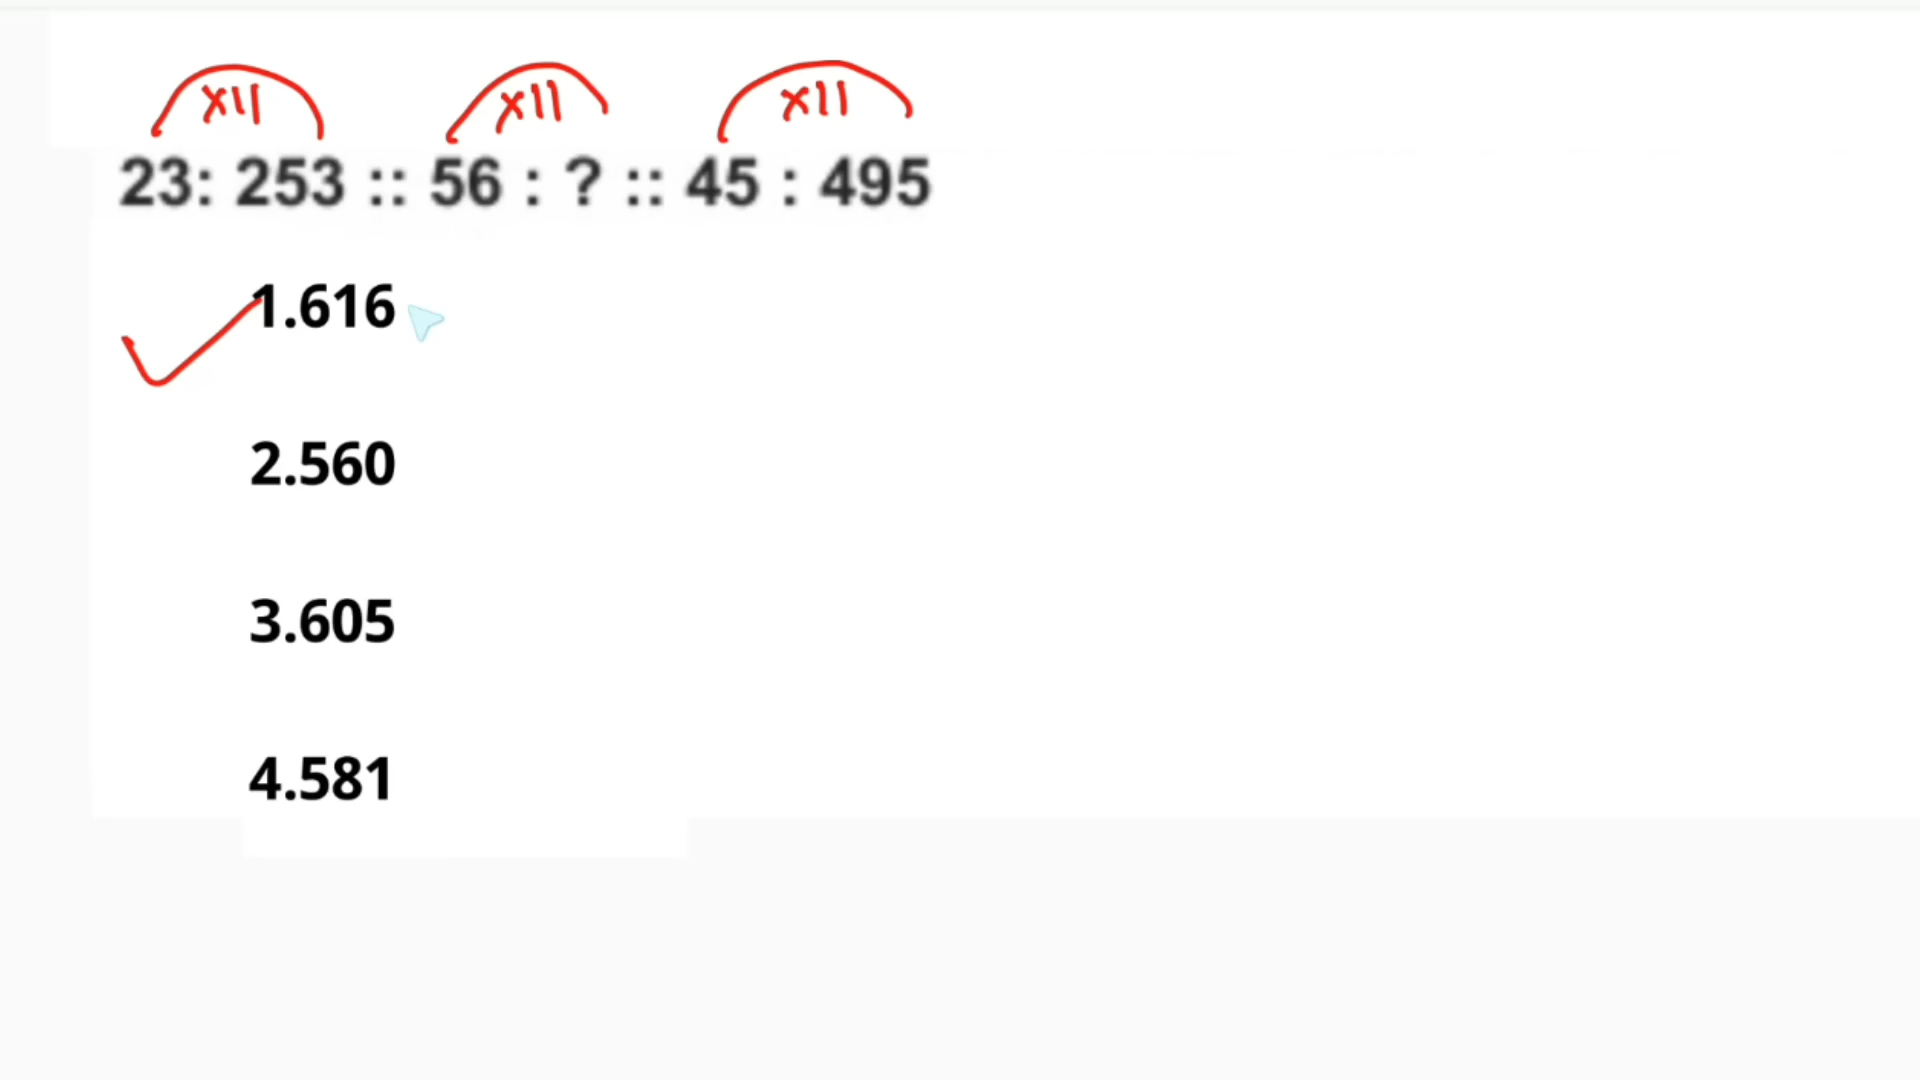 x11 x11 x11
23: 253 :: 56 : ? :: 45 : 495
1.616
2.560
3.605
4.581